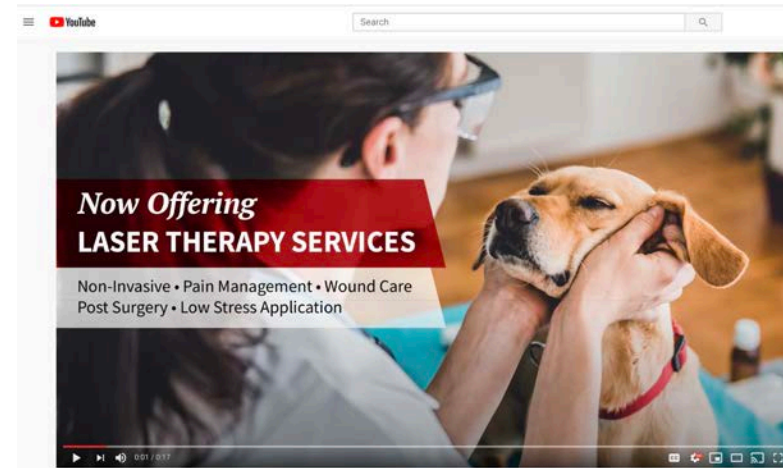 YouTube
Search
Now Offering
LASER THERAPY SERVICES
Non-Invasive • Pain Management • Wound Care
Post Surgery • Low Stress Application
0:01 / 0:17
CC